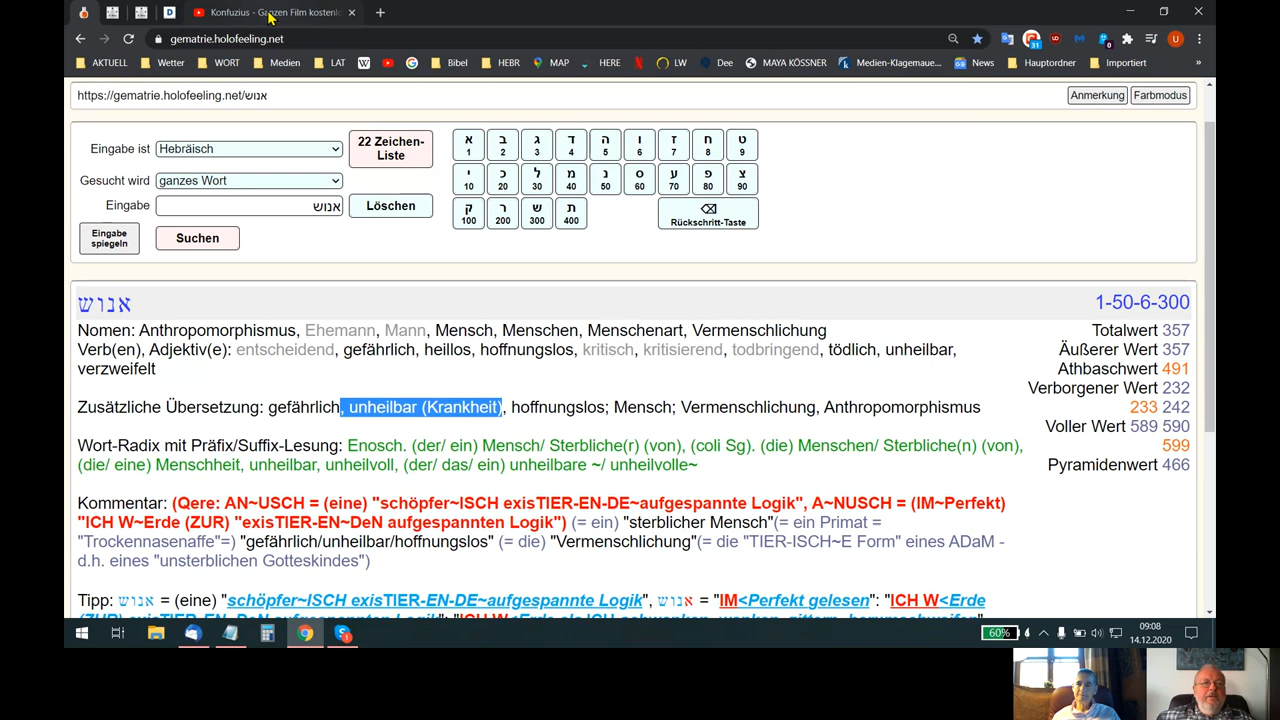 Konfuzius - Ganzen Film kostenl
gematrie.holofeeling.net
31
0
U
AKTUELL
Wetter
WORT
Medien
LAT
Bibel
HEBR
MAP
HERE
LW
Dee
MAYA KÖSSNER
Medien-Klagemaue...
News
Hauptordner
Importiert
»
https://gematrie.holofeeling.net/אנוש
Anmerkung
Farbmodus
Eingabe ist
Hebräisch
22 Zeichen-
Liste
Gesucht wird
ganzes Wort
Eingabe
אנוש
Löschen
Eingabe
spiegeln
Suchen
א ב ג ד ה ו ז ח ט
1 2 3 4 5 6 7 8 9
י כ ל מ נ ס ע פ צ
10 20 30 40 50 60 70 80 90
ק ר ש ת
100 200 300 400
Rückschritt-Taste
אנוש
1-50-6-300
Nomen: Anthropomorphismus, Ehemann, Mann, Mensch, Menschen, Menschenart, Vermenschlichung
Verb(en), Adjektiv(e): entscheidend, gefährlich, heillos, hoffnungslos, kritisch, kritisierend, todbringend, tödlich, unheilbar,
verzweifelt
Zusätzliche Übersetzung: gefährlich, unheilbar (Krankheit), hoffnungslos; Mensch; Vermenschlichung, Anthropomorphismus
Wort-Radix mit Präfix/Suffix-Lesung: Enosch. (der/ ein) Mensch/ Sterbliche(r) (von), (coli Sg). (die) Menschen/ Sterbliche(n) (von),
(die/ eine) Menschheit, unheilbar, unheilvoll, (der/ das/ ein) unheilbare ~/ unheilvolle~
Kommentar: (Qere: AN~USCH = (eine) "schöpfer~ISCH exisTIER-EN-DE~aufgespannte Logik", A~NUSCH = (IM~Perfekt)
"ICH W~Erde (ZUR) "exisTIER-EN~DeN aufgespannten Logik") (= ein) "sterblicher Mensch"(= ein Primat =
"Trockennasenaffe"=) "gefährlich/unheilbar/hoffnungslos" (= die) "Vermenschlichung"(= die "TIER-ISCH~E Form" eines ADaM -
d.h. eines "unsterblichen Gotteskindes")
Tipp: אנוש = (eine) "schöpfer~ISCH exisTIER-EN-DE~aufgespannte Logik", אנוש = "IM<Perfekt gelesen": "ICH W<Erde
Totalwert 357
Äußerer Wert 357
Athbaschwert 491
Verborgener Wert 232
233 242
Voller Wert 589 590
599
Pyramidenwert 466
60%
09:08
14.12.2020